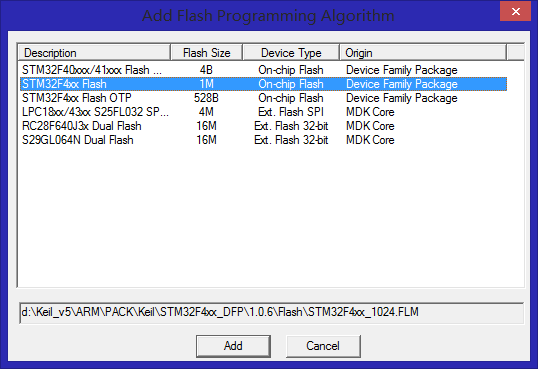 Add Flash Programming Algorithm
Description Flash Size Device Type Origin
STM32F40xxx/41xxx Flash ... 4B On-chip Flash Device Family Package
STM32F4xx Flash 1M On-chip Flash Device Family Package
STM32F4xx Flash OTP 528B On-chip Flash Device Family Package
LPC18xx/43xx S25FL032 SP... 4M Ext. Flash SPI MDK Core
RC28F640J3x Dual Flash 16M Ext. Flash 32-bit MDK Core
S29GL064N Dual Flash 16M Ext. Flash 32-bit MDK Core
d:\Keil_v5\ARM\PACK\Keil\STM32F4xx_DFP\1.0.6\Flash\STM32F4xx_1024.FLM
Add Cancel